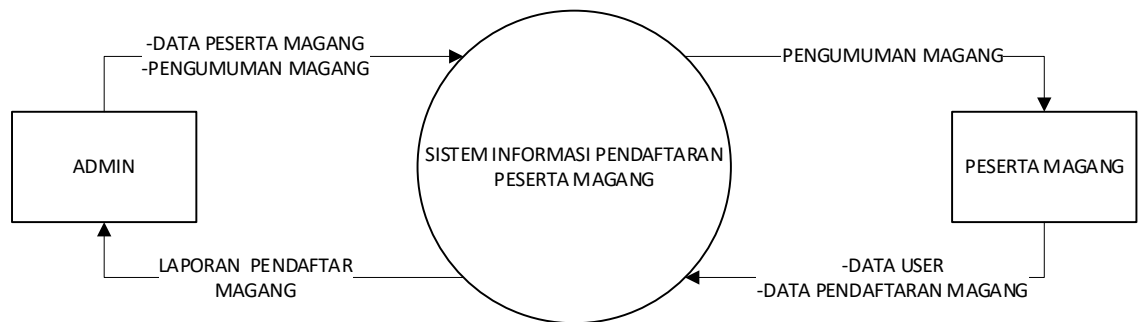 -DATA PESERTA MAGANG
-PENGUMUMAN MAGANG
PENGUMUMAN MAGANG
ADMIN
SISTEM INFORMASI PENDAFTARAN
PESERTA MAGANG
PESERTA MAGANG
LAPORAN PENDAFTAR
MAGANG
-DATA USER
-DATA PENDAFTARAN MAGANG